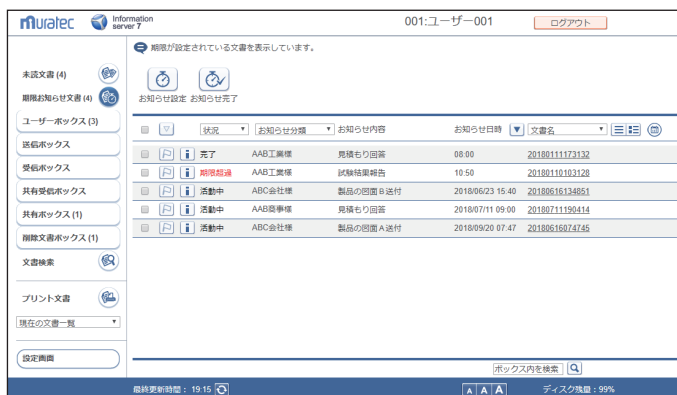 muratec Information server 7 001:ユーザー001 ログアウト
期限が設定されている文書を表示しています。
未読文書 (4)
期限お知らせ文書 (4)
お知らせ設定 お知らせ完了
ユーザーボックス (3)
送信ボックス
受信ボックス
共有受信ボックス
共有ボックス (1)
削除文書ボックス (1)
文書検索
プリント文書
現在の文書一覧
設定画面
状況 お知らせ分類 お知らせ内容 お知らせ日時 文書名
完了 AAB工業様 見積もり回答 08:00 20180111173132
期限超過 AAB工業様 試験結果報告 10:50 20180110103128
活動中 ABC会社様 製品の図面B送付 2018/06/23 15:40 20180616134851
活動中 AAB商事様 見積もり回答 2018/07/11 09:00 20180711190414
活動中 ABC会社様 製品の図面A送付 2018/09/20 07:47 20180616074745
ボックス内を検索
最終更新時間: 19:15 A A A ディスク残量:99%